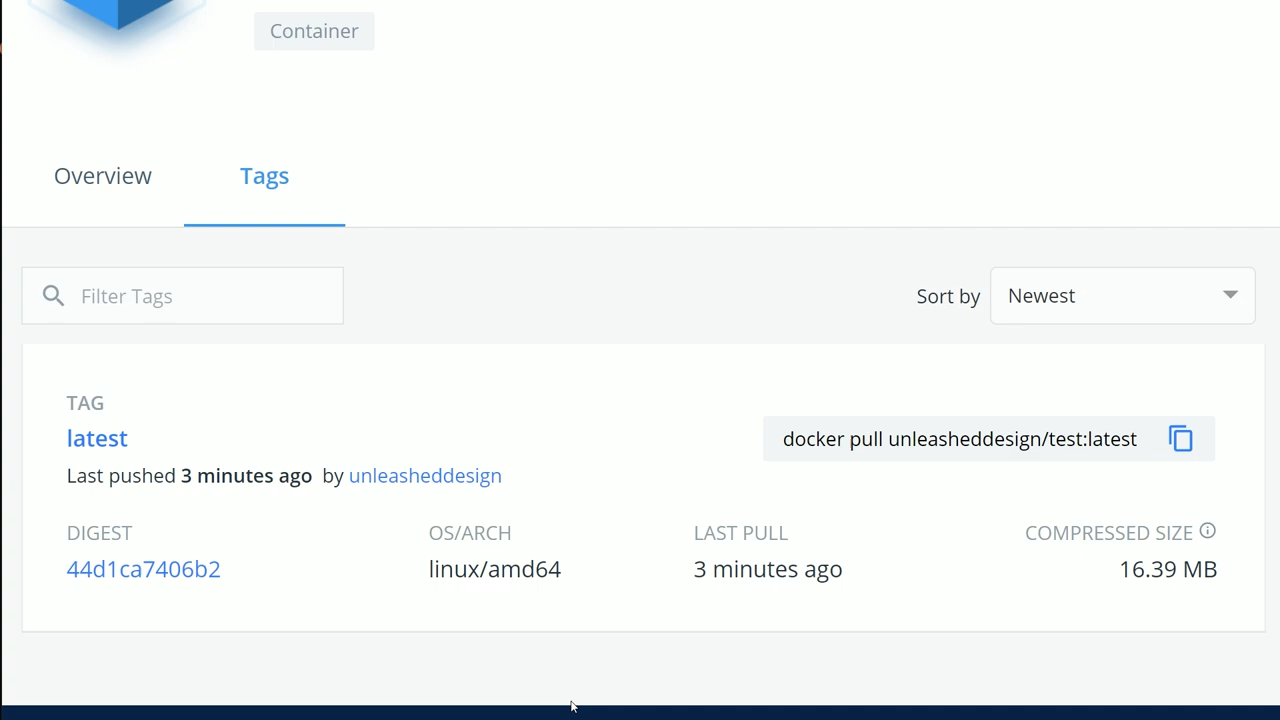 Container
Overview Tags
Filter Tags
Sort by Newest
TAG
latest
docker pull unleasheddesign/test:latest
Last pushed 3 minutes ago by unleasheddesign
DIGEST OS/ARCH LAST PULL COMPRESSED SIZE
44d1ca7406b2 linux/amd64 3 minutes ago 16.39 MB